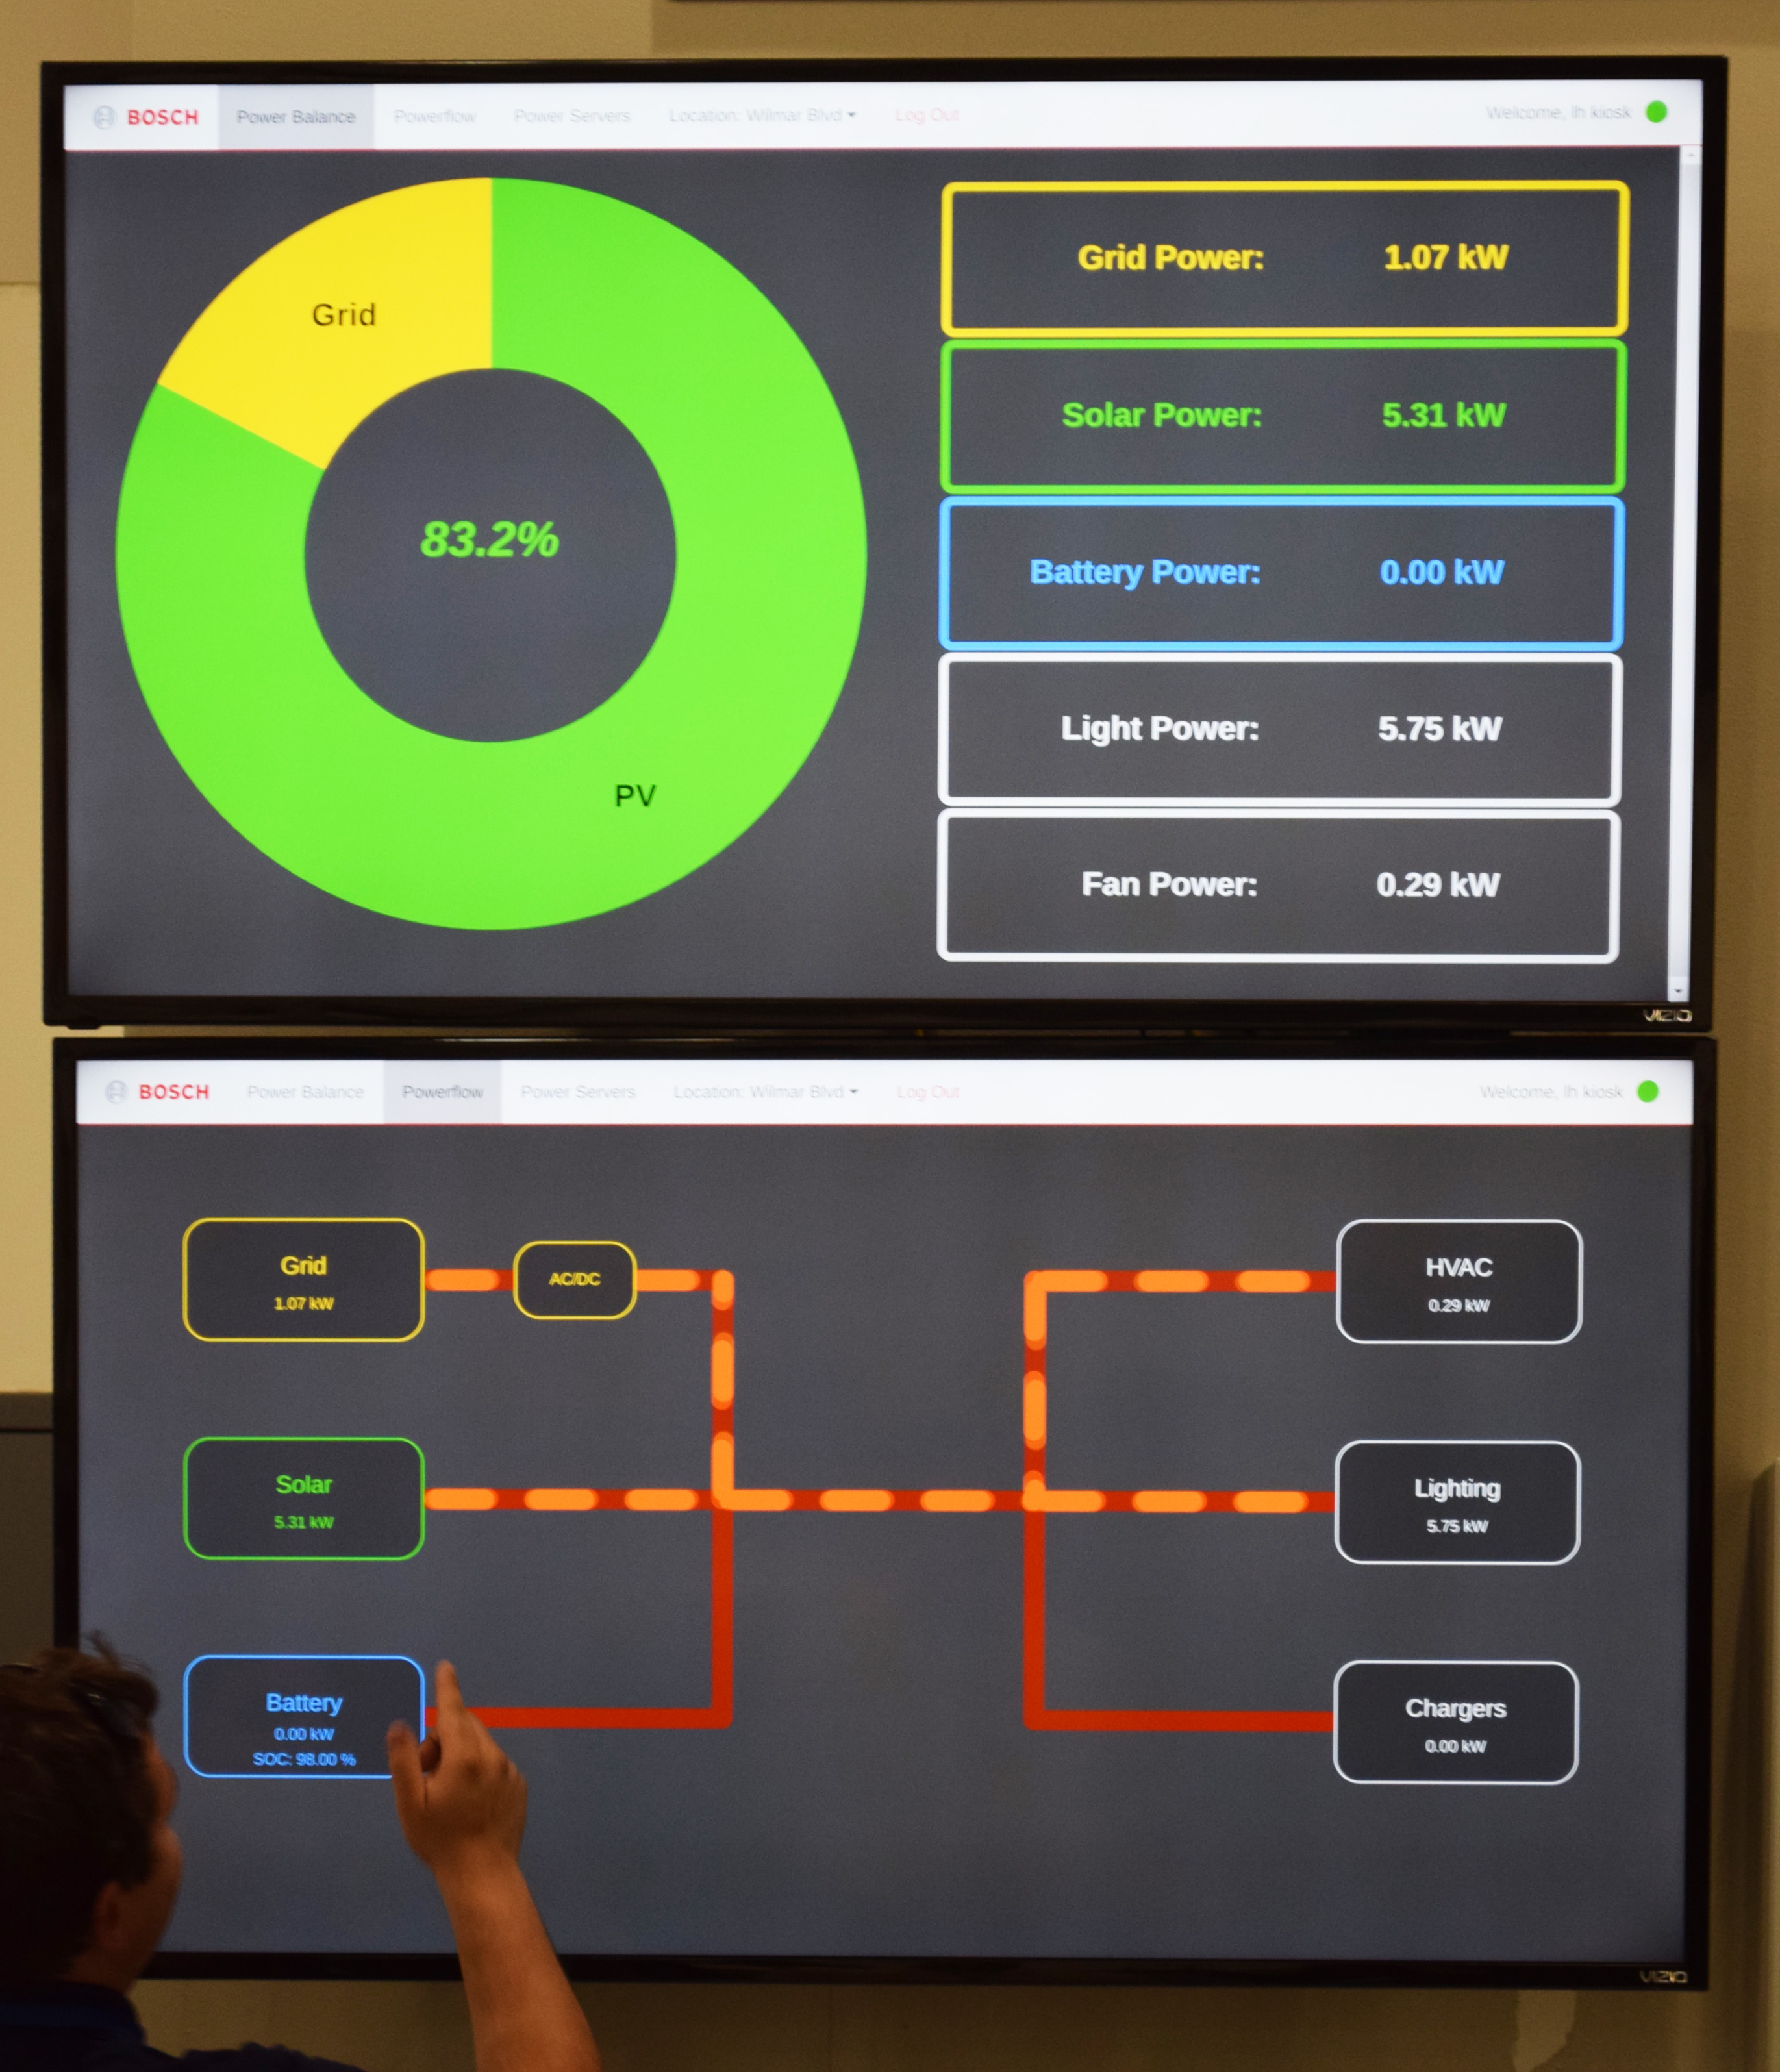 BOSCH Power Balance Powerflow Power Servers Location: Wilmar Blvd Log Out Welcome, lh kiosk
Grid
83.2%
PV
Grid Power: 1.07 kW
Solar Power: 5.31 kW
Battery Power: 0.00 kW
Light Power: 5.75 kW
Fan Power: 0.29 kW
VIZIO
BOSCH Power Balance Powerflow Power Servers Location: Wilmar Blvd Log Out Welcome, lh kiosk
Grid
1.07 kW
AC/DC
HVAC
0.29 kW
Solar
5.31 kW
Lighting
5.75 kW
Battery
0.00 kW
SOC: 98.00 %
Chargers
0.00 kW
VIZIO